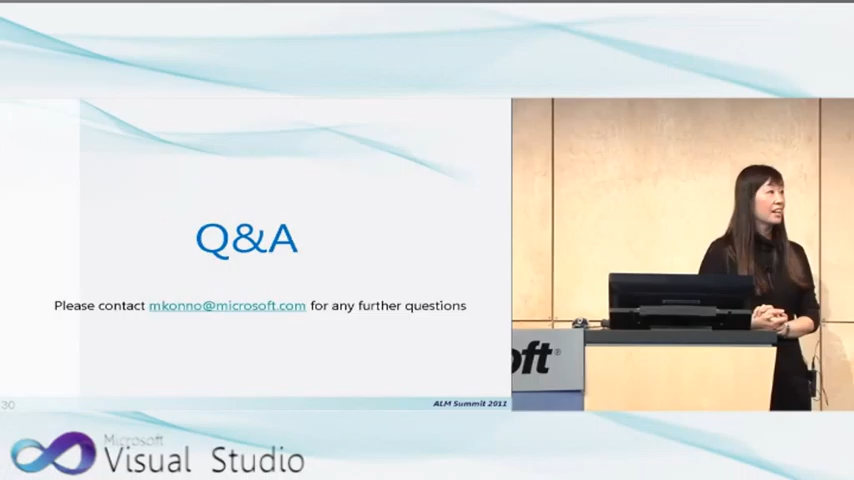 Q&A
Please contact mkonno@microsoft.com for any further questions
oft®
30
ALM Summit 2011
Microsoft
Visual Studio